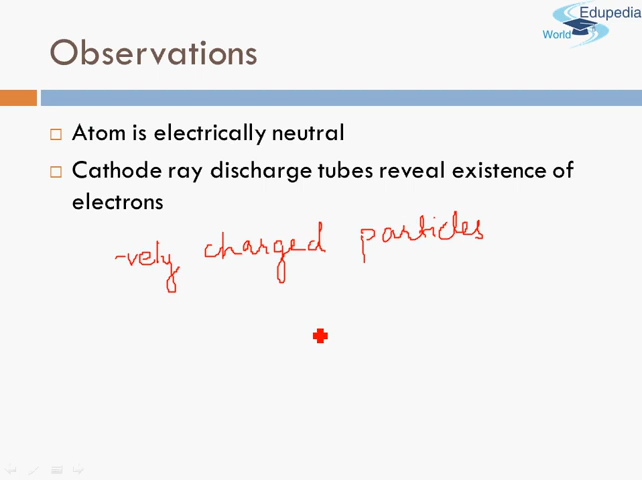 Edupedia
World
Observations
Atom is electrically neutral
Cathode ray discharge tubes reveal existence of
electrons
-vely charged particles